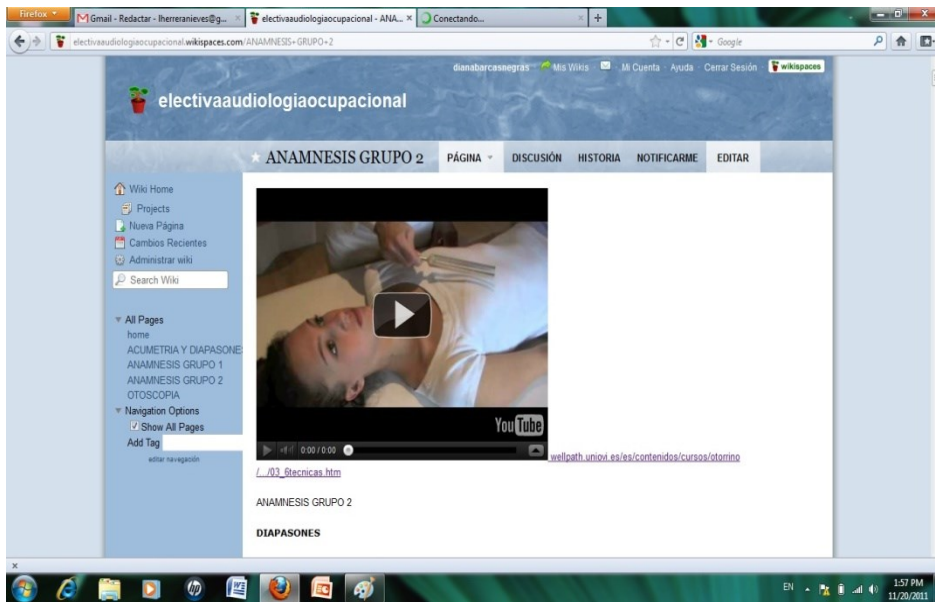 Firefox
Gmail - Redactar - lherreranieves@g...
electivaaudiologiaocupacional - ANA...
Conectando...
electivaaudiologiaocupacional.wikispaces.com/ANAMNESIS+GRUPO+2
Google
dianabarcasnegras
Mis Wikis
Mi Cuenta · Ayuda · Cerrar Sesión
wikispaces
electivaaudiologiaocupacional
ANAMNESIS GRUPO 2
PÁGINA
DISCUSIÓN
HISTORIA
NOTIFICARME
EDITAR
Wiki Home
Projects
Nueva Página
Cambios Recientes
Administrar wiki
Search Wiki
All Pages
home
ACUMETRIA Y DIAPASONE
ANAMNESIS GRUPO 1
ANAMNESIS GRUPO 2
OTOSCOPIA
Navigation Options
Show All Pages
Add Tag
editar navegación
YouTube
0:00 / 0:00
wellpath.uniovi.es/es/contenidos/cursos/otorrino
/.../03_6tecnicas.htm
ANAMNESIS GRUPO 2
DIAPASONES
x
hp
EN
1:57 PM
11/20/2011